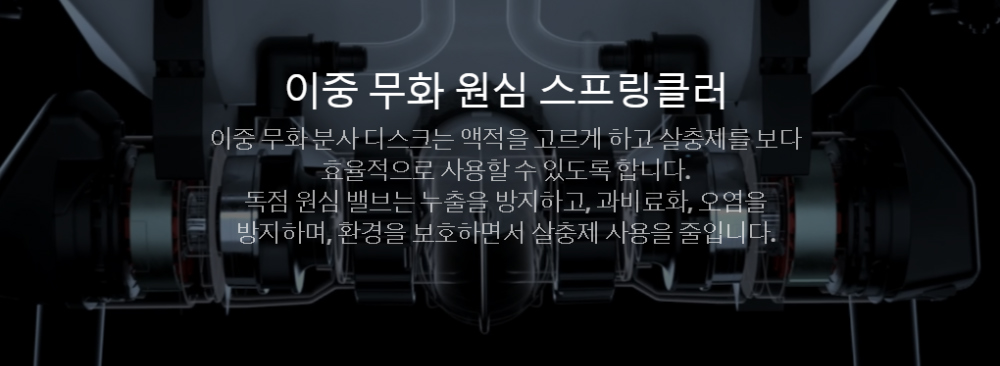 이중 무화 원심 스프링클러
이중 무화 분사 디스크는 액적을 고르게 하고 살충제를 보다
효율적으로 사용할 수 있도록 합니다.
독점 원심 밸브는 누출을 방지하고, 과비료화, 오염을
방지하며, 환경을 보호하면서 살충제 사용을 줄입니다.